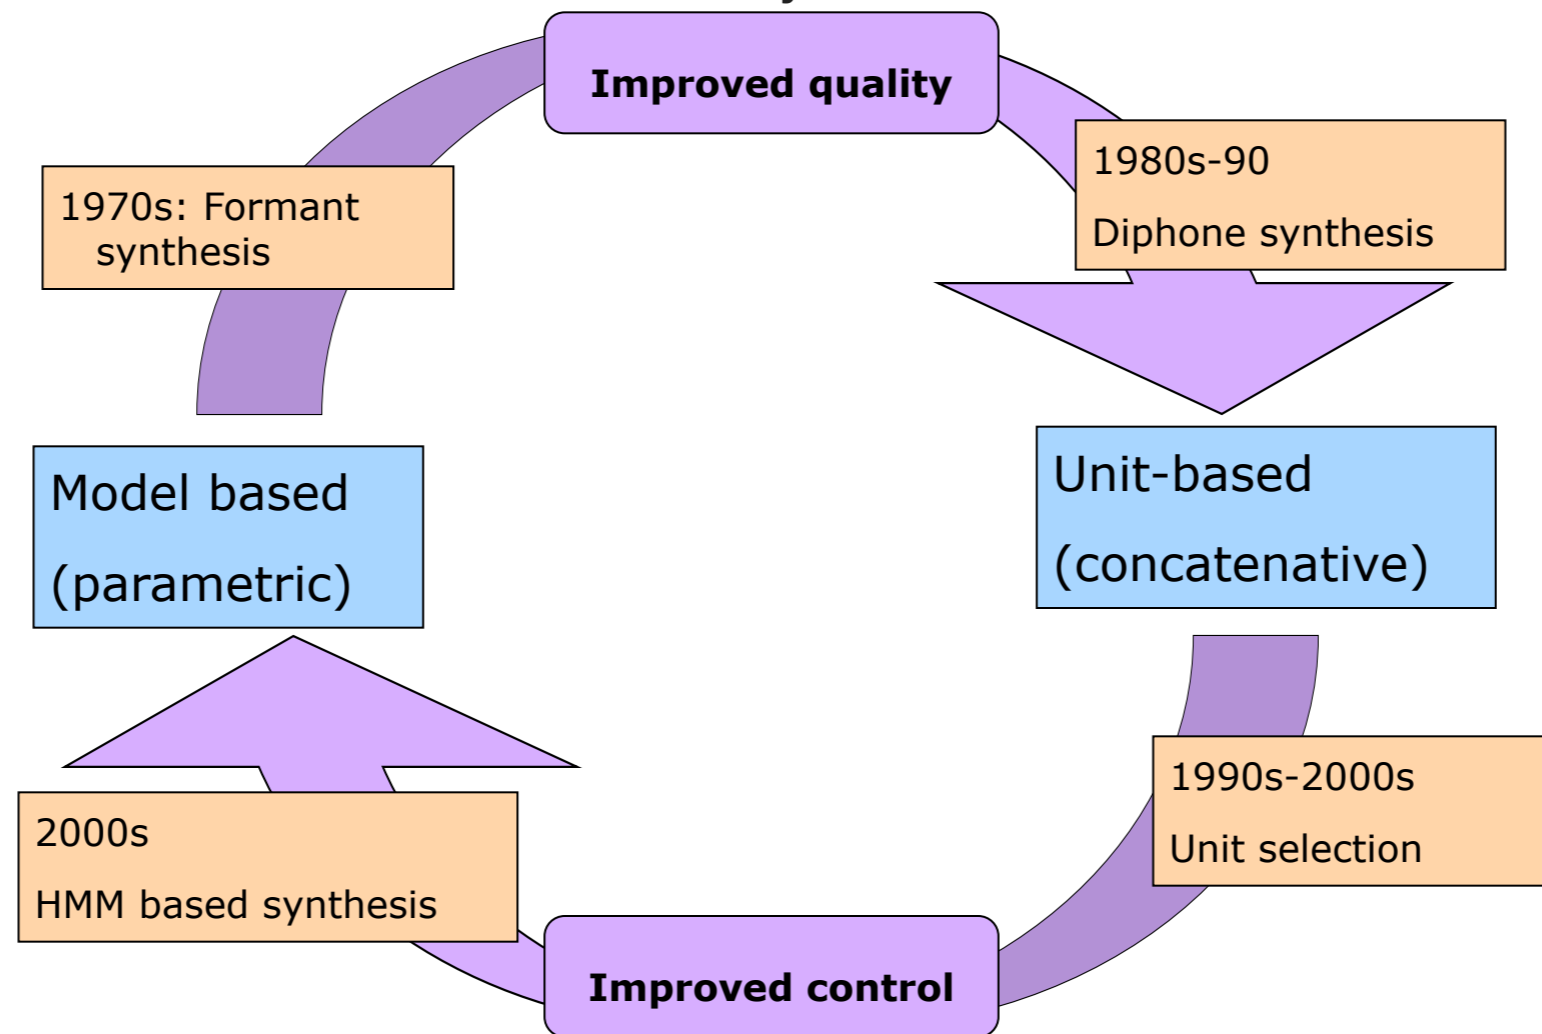 Improved quality
1980s-90
Diphone synthesis
1970s: Formant
synthesis
Model based
(parametric)
Unit-based
(concatenative)
1990s-2000s
Unit selection
2000s
HMM based synthesis
Improved control